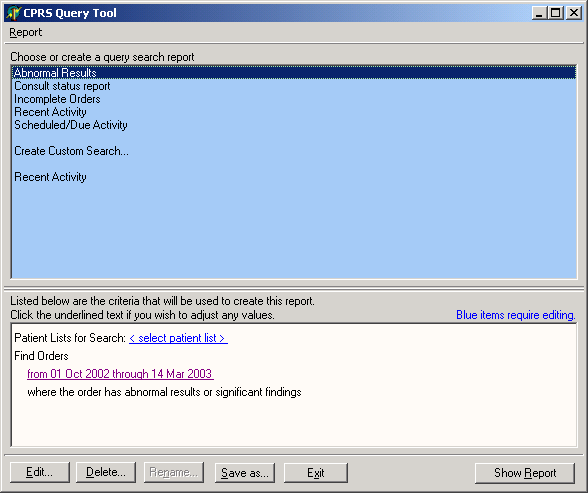 CPRS Query Tool
Report
Choose or create a query search report
Abnormal Results
Consult status report
Incomplete Orders
Recent Activity
Scheduled/Due Activity
Create Custom Search...
Recent Activity
Listed below are the criteria that will be used to create this report.
Click the underlined text if you wish to adjust any values. Blue items require editing.
Patient Lists for Search: < select patient list >
Find Orders
from 01 Oct 2002 through 14 Mar 2003
where the order has abnormal results or significant findings
Edit... Delete... Rename... Save as... Exit Show Report